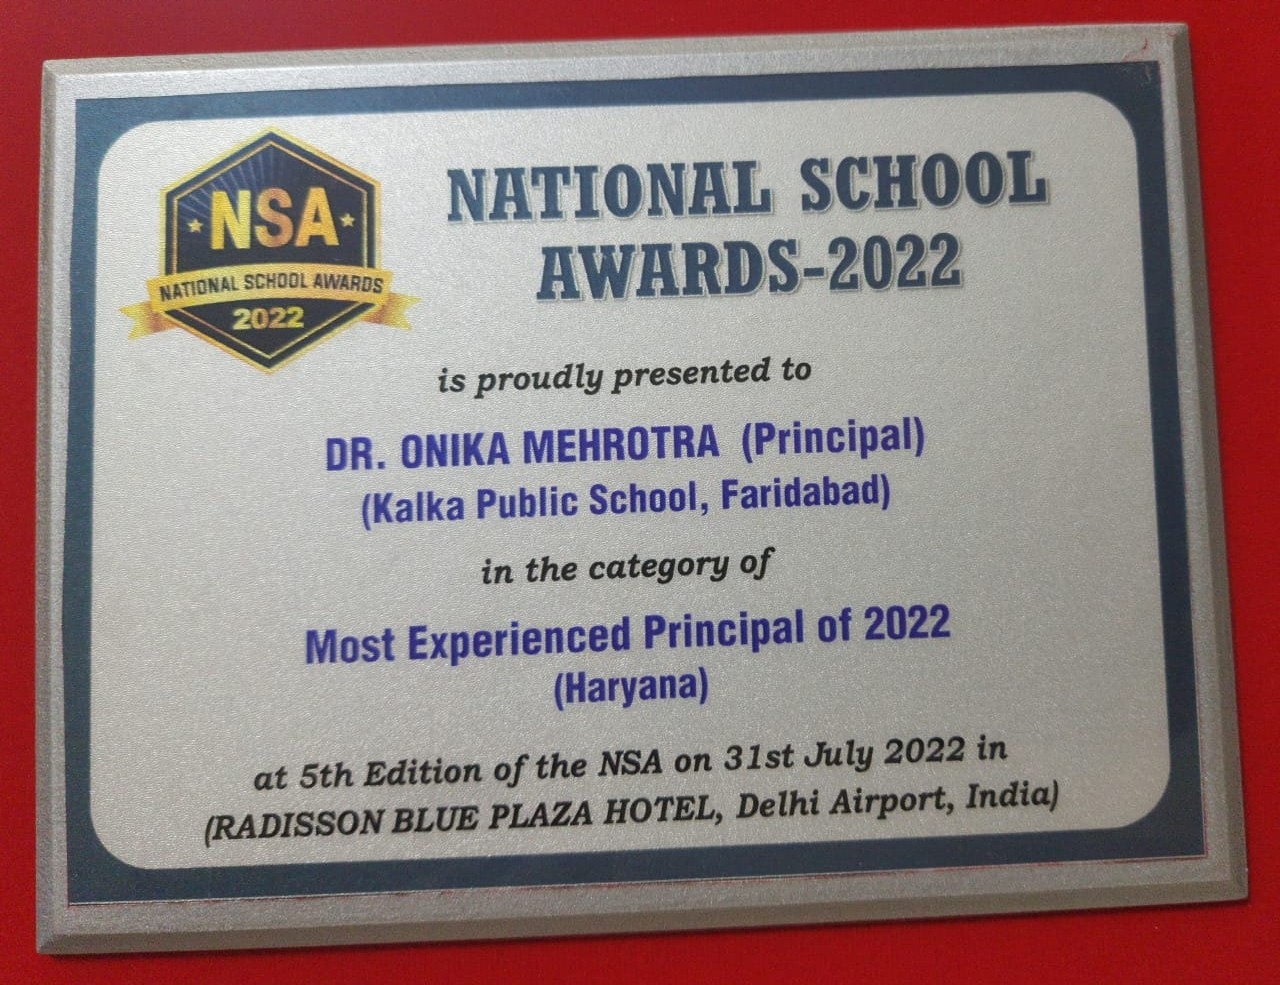 NSA
NATIONAL SCHOOL AWARDS
2022
NATIONAL SCHOOL
AWARDS-2022
is proudly presented to
DR. ONIKA MEHROTRA (Principal)
(Kalka Public School, Faridabad)
in the category of
Most Experienced Principal of 2022
(Haryana)
at 5th Edition of the NSA on 31st July 2022 in
(RADISSON BLUE PLAZA HOTEL, Delhi Airport, India)